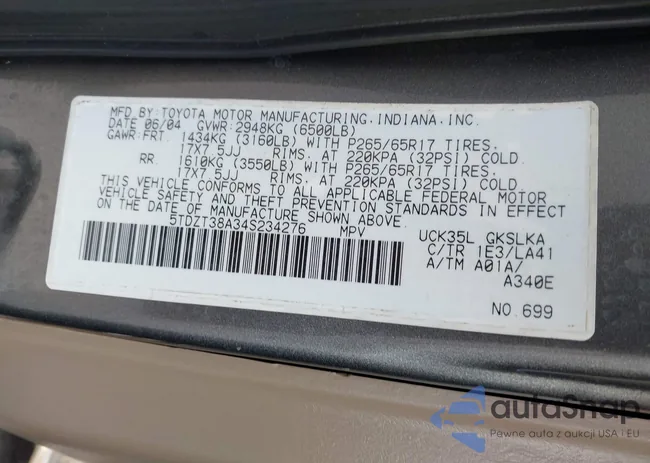 MFD.BY:TOYOTA MOTOR MANUFACTURING.INDIANA,INC.
DATE 06/04 GVWR:2948KG (6500LB)
GAWR:FRT. 1434KG (3160LB) WITH P265/65R17 TIRES.
17X7.5JJ RIMS, AT 220KPA (32PSI) COLD.
RR. 1610KG (3550LB) WITH P265/65R17 TIRES.
17X7.5JJ RIMS, AT 220KPA (32PSI) COLD.
THIS VEHICLE CONFORMS TO ALL APPLICABLE FEDERAL MOTOR
VEHICLE SAFETY AND THEFT PREVENTION STANDARDS IN EFFECT
ON THE DATE OF MANUFACTURE SHOWN ABOVE.
5TDZT38A34S234276 MPV
UCK35L GKSLKA
C/TR 1E3/LA41
A/TM A01A/
A340E
NO.699
autoSnap
Pewne auta z aukcji USA i EU